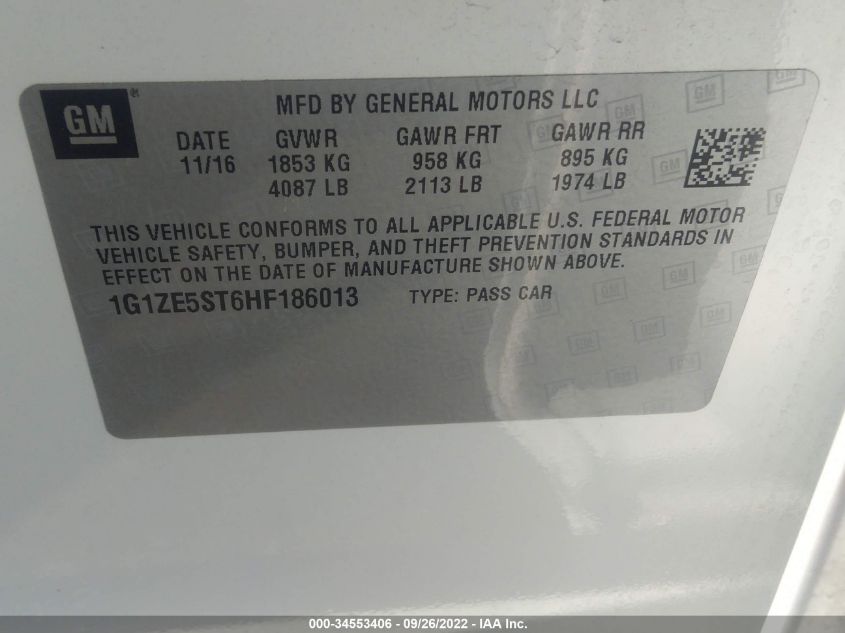 GM® MFD BY GENERAL MOTORS LLC
DATE GVWR GAWR FRT GAWR RR
11/16 1853 KG 958 KG 895 KG
4087 LB 2113 LB 1974 LB
THIS VEHICLE CONFORMS TO ALL APPLICABLE U.S. FEDERAL MOTOR
VEHICLE SAFETY, BUMPER, AND THEFT PREVENTION STANDARDS IN
EFFECT ON THE DATE OF MANUFACTURE SHOWN ABOVE.
1G1ZE5ST6HF186013 TYPE: PASS CAR
000-34553406 - 09/26/2022 - IAA Inc.